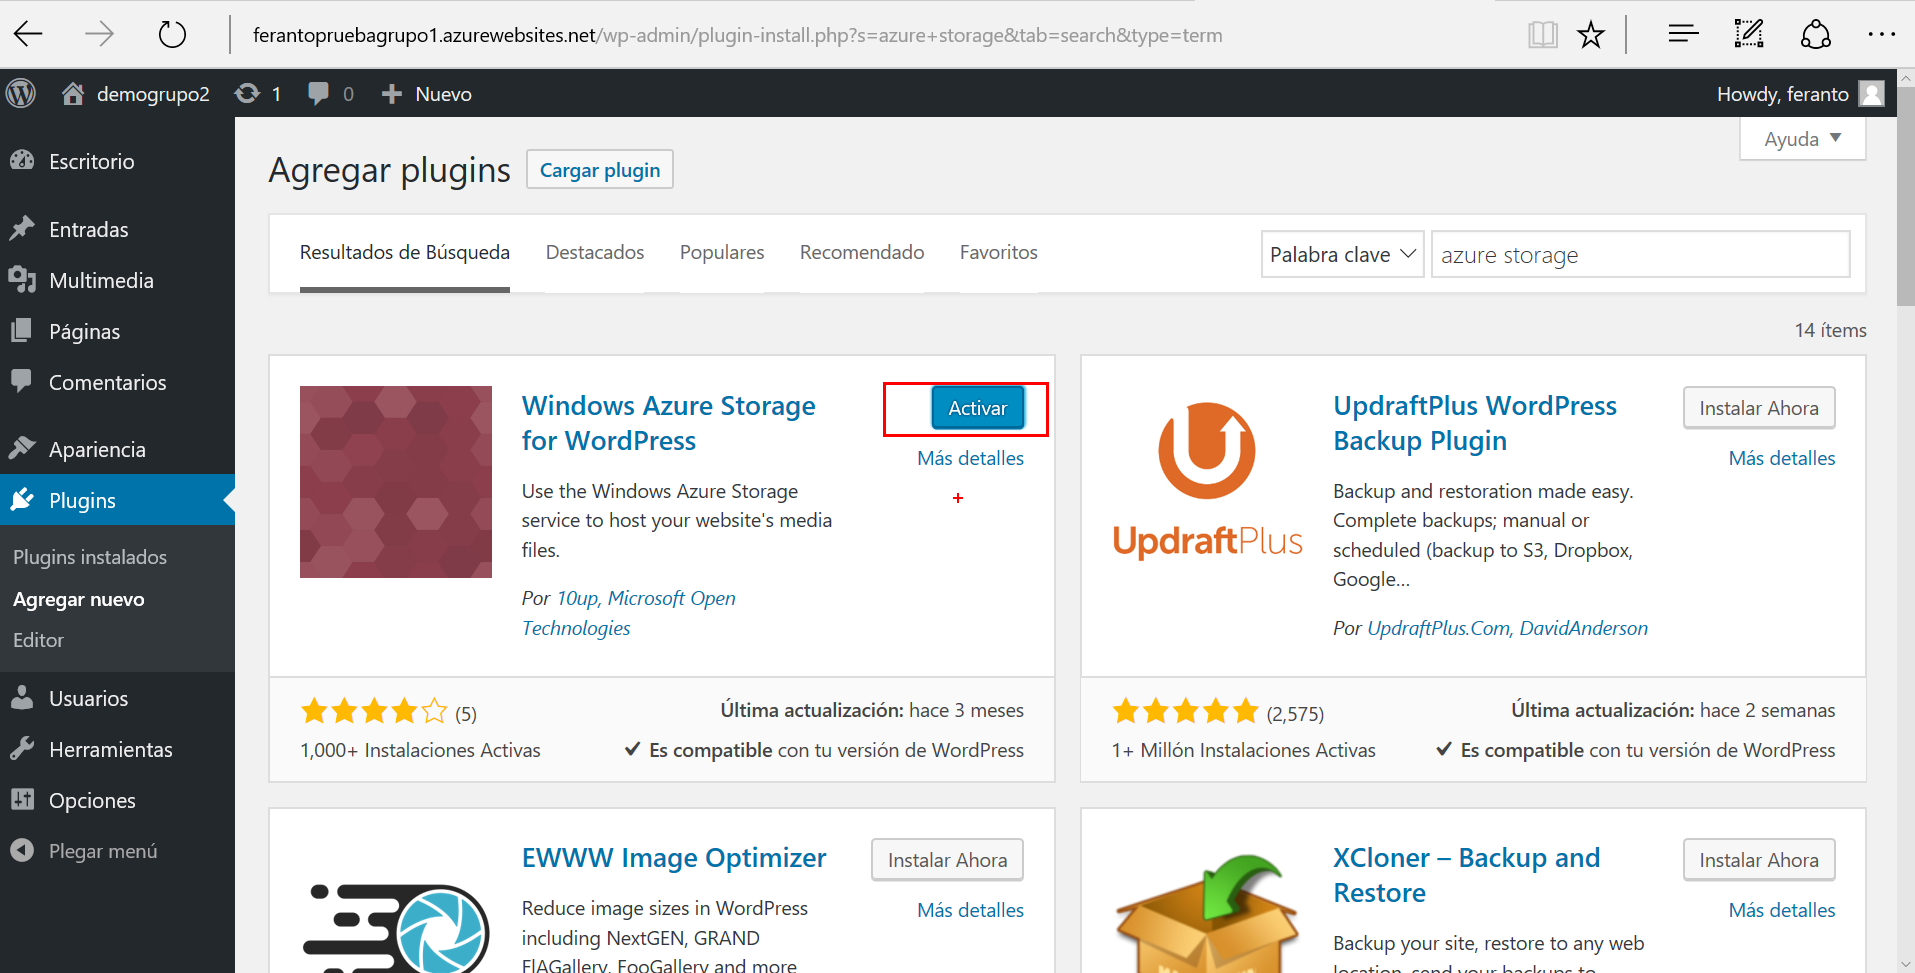 ferantopruebagrupo1.azurewebsites.net/wp-admin/plugin-install.php?s=azure+storage&tab=search&type=term
demogrupo2 1 0 Nuevo Howdy, feranto
Ayuda
Escritorio
Entradas
Multimedia
Páginas
Comentarios
Apariencia
Plugins
Plugins instalados
Agregar nuevo
Editor
Usuarios
Herramientas
Opciones
Plegar menú
Agregar plugins Cargar plugin
Resultados de Búsqueda Destacados Populares Recomendado Favoritos Palabra clave azure storage
14 ítems
Windows Azure Storage
for WordPress
Activar
Más detalles
Use the Windows Azure Storage
service to host your website's media
files.
Por 10up, Microsoft Open
Technologies
(5)
Última actualización: hace 3 meses
1,000+ Instalaciones Activas
Es compatible con tu versión de WordPress
UpdraftPlus
UpdraftPlus WordPress
Backup Plugin
Instalar Ahora
Más detalles
Backup and restoration made easy.
Complete backups; manual or
scheduled (backup to S3, Dropbox,
Google...
Por UpdraftPlus.Com, DavidAnderson
(2,575)
Última actualización: hace 2 semanas
1+ Millón Instalaciones Activas
Es compatible con tu versión de WordPress
EWWW Image Optimizer
Instalar Ahora
Más detalles
Reduce image sizes in WordPress
including NextGEN, GRAND
FlAGallery, FooGallery and more
XCloner – Backup and
Restore
Instalar Ahora
Más detalles
Backup your site, restore to any web
location, send your backups to